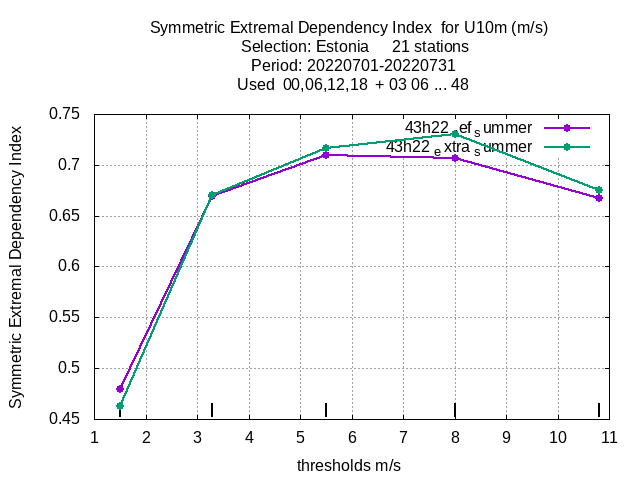 Symmetric Extremal Dependency Index for U10m (m/s)
Selection: Estonia 21 stations
Period: 20220701-20220731
Used 00,06,12,18 + 03 06 ... 48
Symmetric Extremal Dependency Index
0.75
0.7
0.65
0.6
0.55
0.5
0.45
43h22_ef_summer
43h22_extra_summer
1 2 3 4 5 6 7 8 9 10 11
thresholds m/s